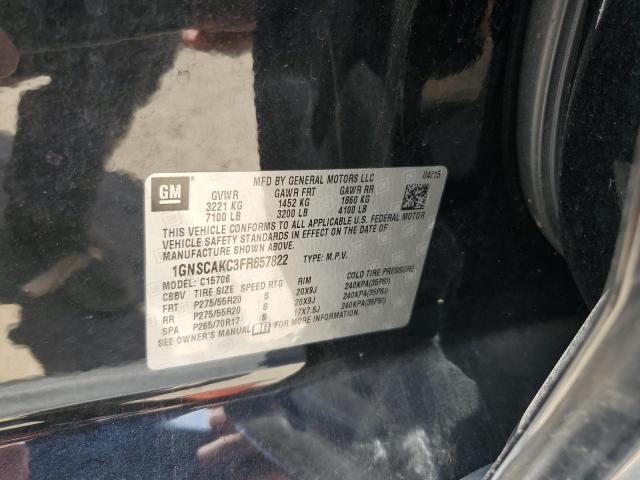 GM
MFD BY GENERAL MOTORS LLC 04/15
GVWR GAWR FRT GAWR RR
3221 KG 1452 KG 1860 KG
7100 LB 3200 LB 4100 LB
THIS VEHICLE CONFORMS TO ALL APPLICABLE U.S. FEDERAL MOTOR
VEHICLE SAFETY STANDARDS IN EFFECT ON THE DATE OF
MANUFACTURE SHOWN ABOVE.
1GNSCAKC3FR657822 TYPE: M.P.V.
MODEL: C15706
CBBV TIRE SIZE SPEED RTG RIM COLD TIRE PRESSURE
FRT P275/55R20 S 20X9J 240KPA(35PSI)
RR P275/55R20 S 20X9J 240KPA(35PSI)
SPA P265/70R17 S 17X7.5J 240KPA(35PSI)
SEE OWNER'S MANUAL FOR MORE INFORMATION.